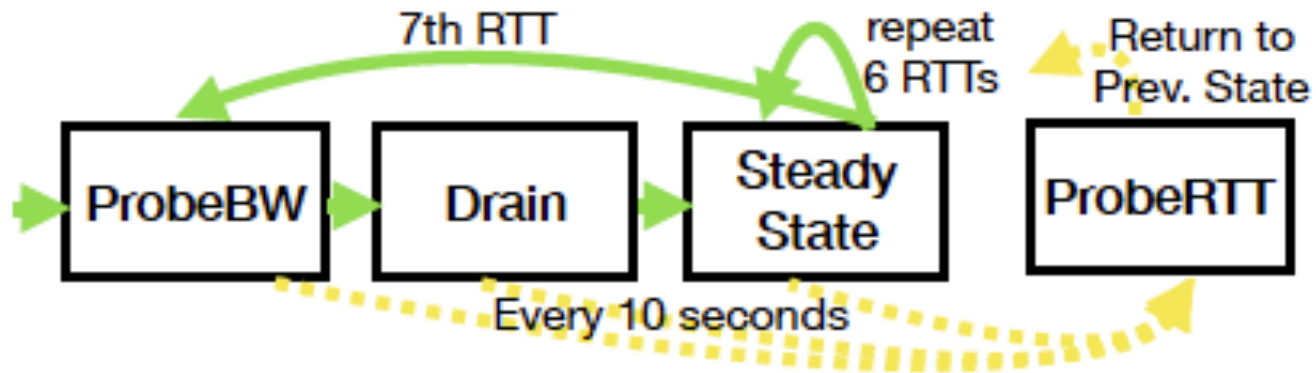 7th RTT
repeat
6 RTTs
Return to
Prev. State
ProbeBW
Drain
Steady
State
ProbeRTT
Every 10 seconds